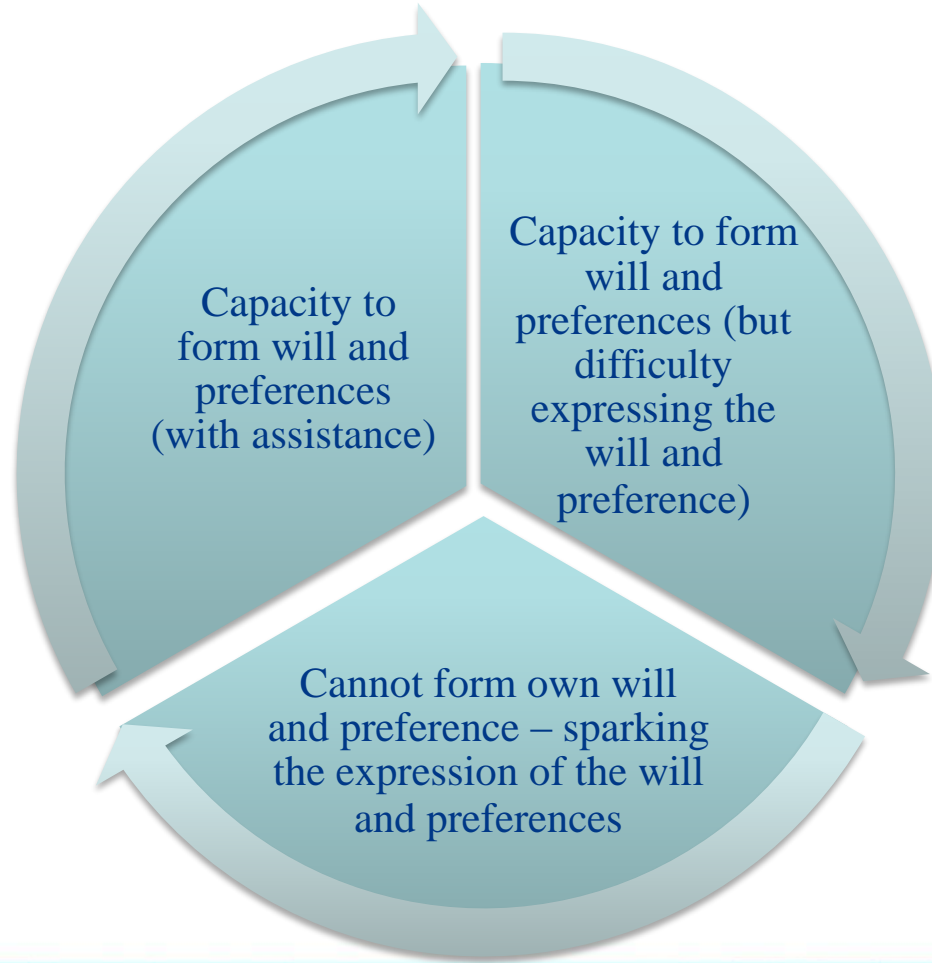 Capacity to
form will and
preferences
(with assistance)
Capacity to form
will and
preferences (but
difficulty
expressing the
will and
preference)
Cannot form own will
and preference – sparking
the expression of the will
and preferences